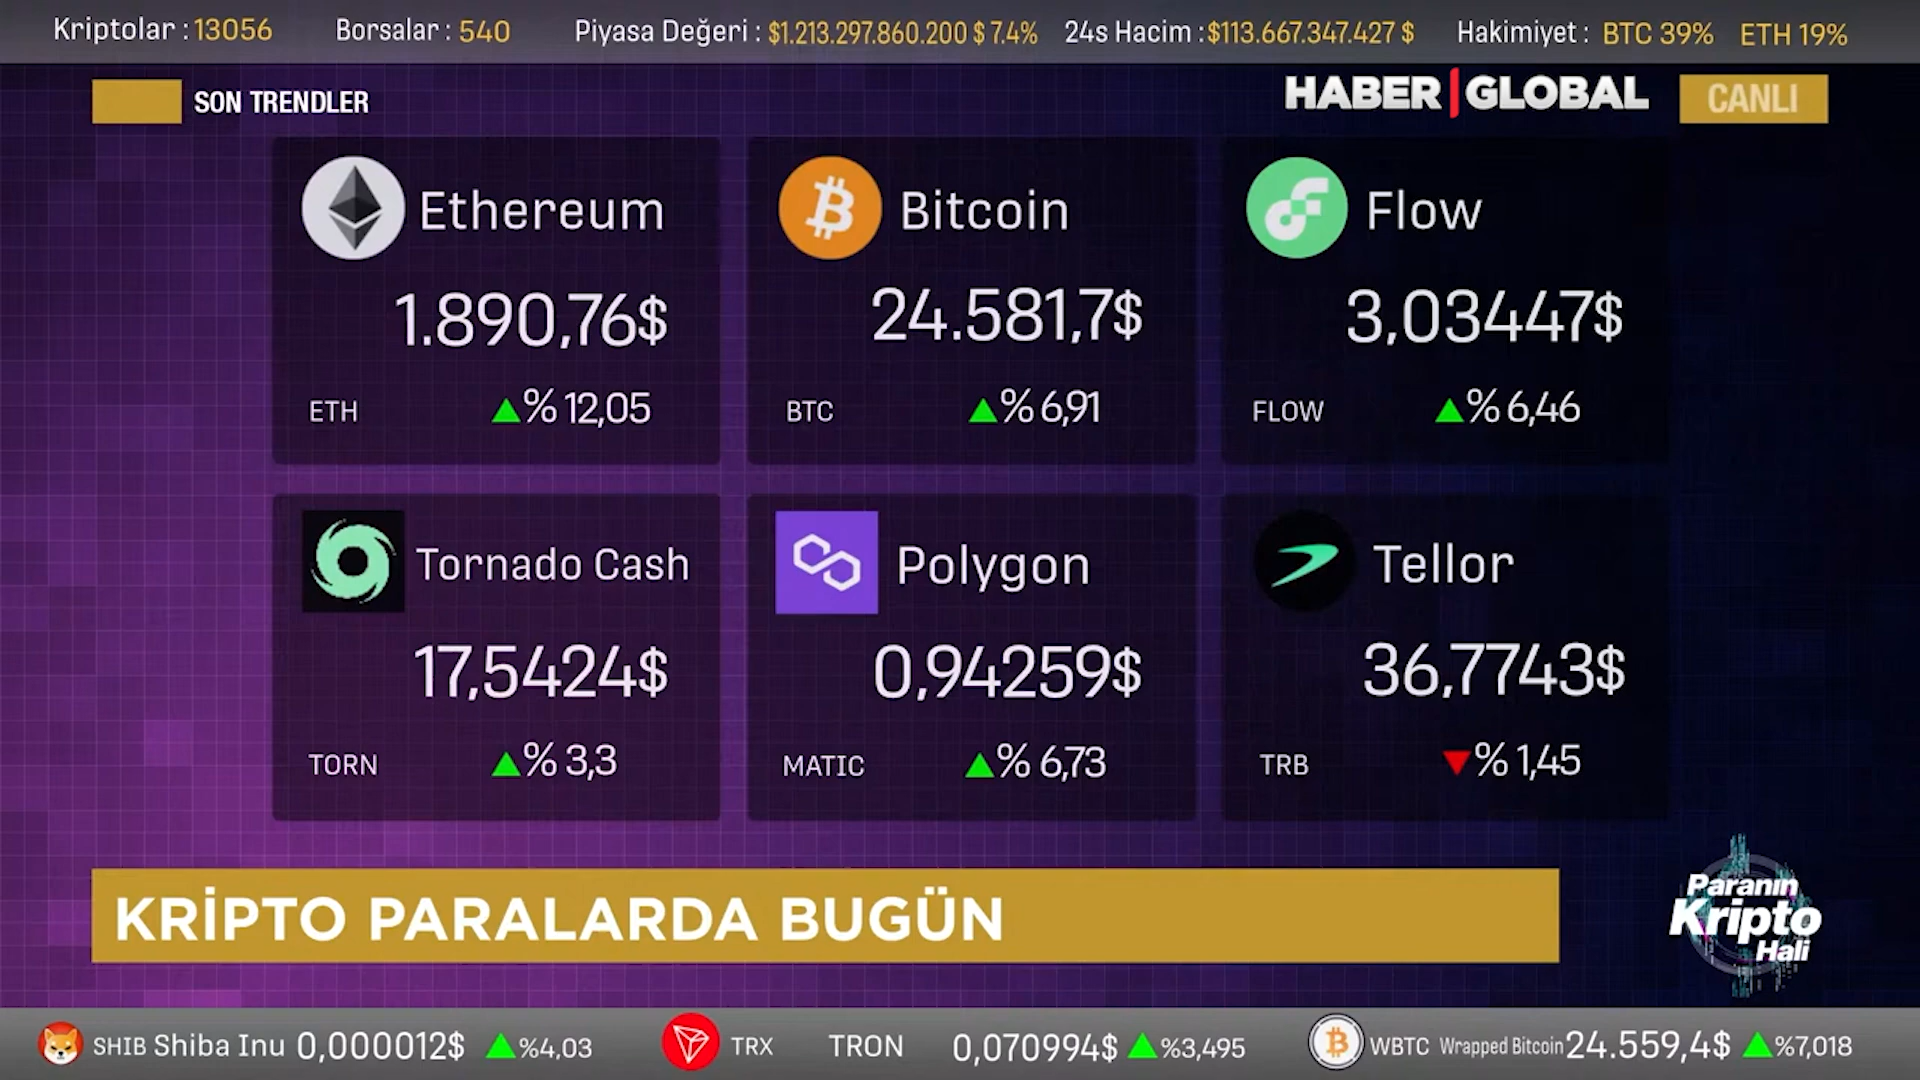 Kriptolar : 13056 Borsalar : 540 Piyasa Değeri : $1.213.297.860.200 $ 7.4% 24s Hacim : $113.667.347.427 $ Hakimiyet : BTC 39% ETH 19%
SON TRENDLER
HABER GLOBAL
CANLI
Ethereum
1.890,76$
ETH % 12,05
Bitcoin
24.581,7$
BTC % 6,91
Flow
3,03447$
FLOW % 6,46
Tornado Cash
17,5424$
TORN % 3,3
Polygon
0,94259$
MATIC % 6,73
Tellor
36,7743$
TRB % 1,45
KRİPTO PARALARDA BUGÜN
Paranın
Kripto
Hali
SHIB Shiba Inu 0,000012$ %4,03 TRX TRON 0,070994$ %3,495 WBTC Wrapped Bitcoin 24.559,4$ %7,018